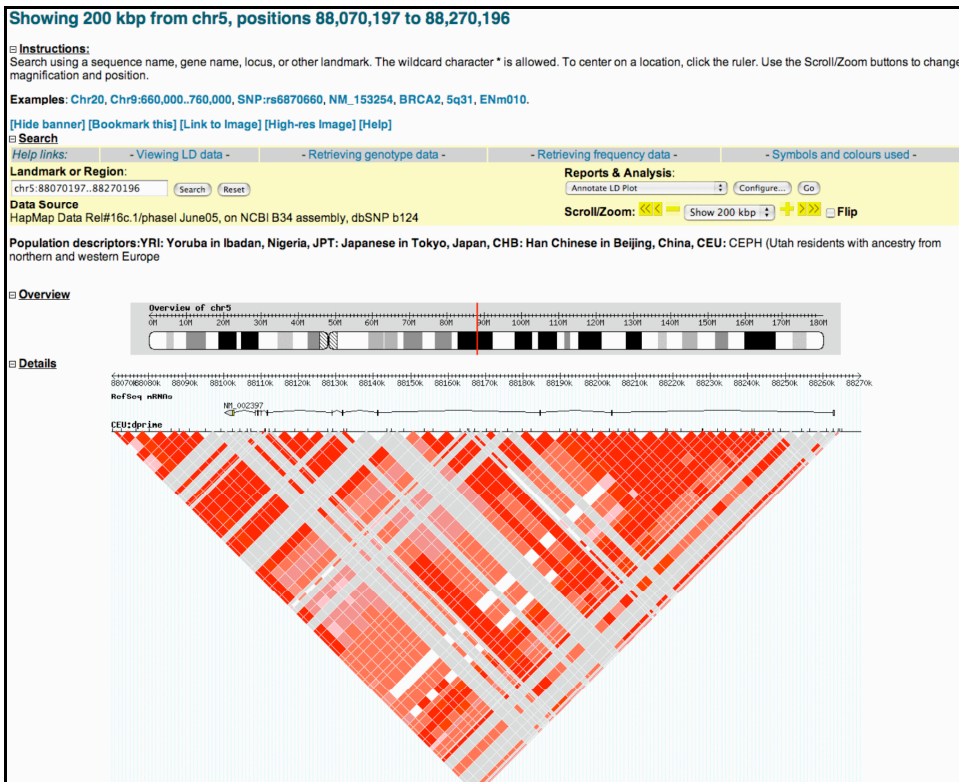 Showing 200 kbp from chr5, positions 88,070,197 to 88,270,196
Instructions:
Search using a sequence name, gene name, locus, or other landmark. The wildcard character * is allowed. To center on a location, click the ruler. Use the Scroll/Zoom buttons to change
magnification and position.
Examples: Chr20, Chr9:660,000..760,000, SNP:rs6870660, NM_153254, BRCA2, 5q31, ENm010.
[Hide banner] [Bookmark this] [Link to Image] [High-res Image] [Help]
Search
Help links: - Viewing LD data - - Retrieving genotype data - - Retrieving frequency data - - Symbols and colours used -
Landmark or Region: Reports & Analysis:
chr5:88070197..88270196 Search Reset Annotate LD Plot Configure... Go
Data Source Scroll/Zoom: <<< - Show 200 kbp + >>> Flip
HapMap Data Rel#16c.1/phaseI June05, on NCBI B34 assembly, dbSNP b124
Population descriptors:YRI: Yoruba in Ibadan, Nigeria, JPT: Japanese in Tokyo, Japan, CHB: Han Chinese in Beijing, China, CEU: CEPH (Utah residents with ancestry from
northern and western Europe
Overview
Overview of chr5
0M 10M 20M 30M 40M 50M 60M 70M 80M 90M 100M 110M 120M 130M 140M 150M 160M 170M 180M
Details
88070k 88080k 88090k 88100k 88110k 88120k 88130k 88140k 88150k 88160k 88170k 88180k 88190k 88200k 88210k 88220k 88230k 88240k 88250k 88260k 88270k
RefSeq mRNAs
NM_002397
CEU:dprime